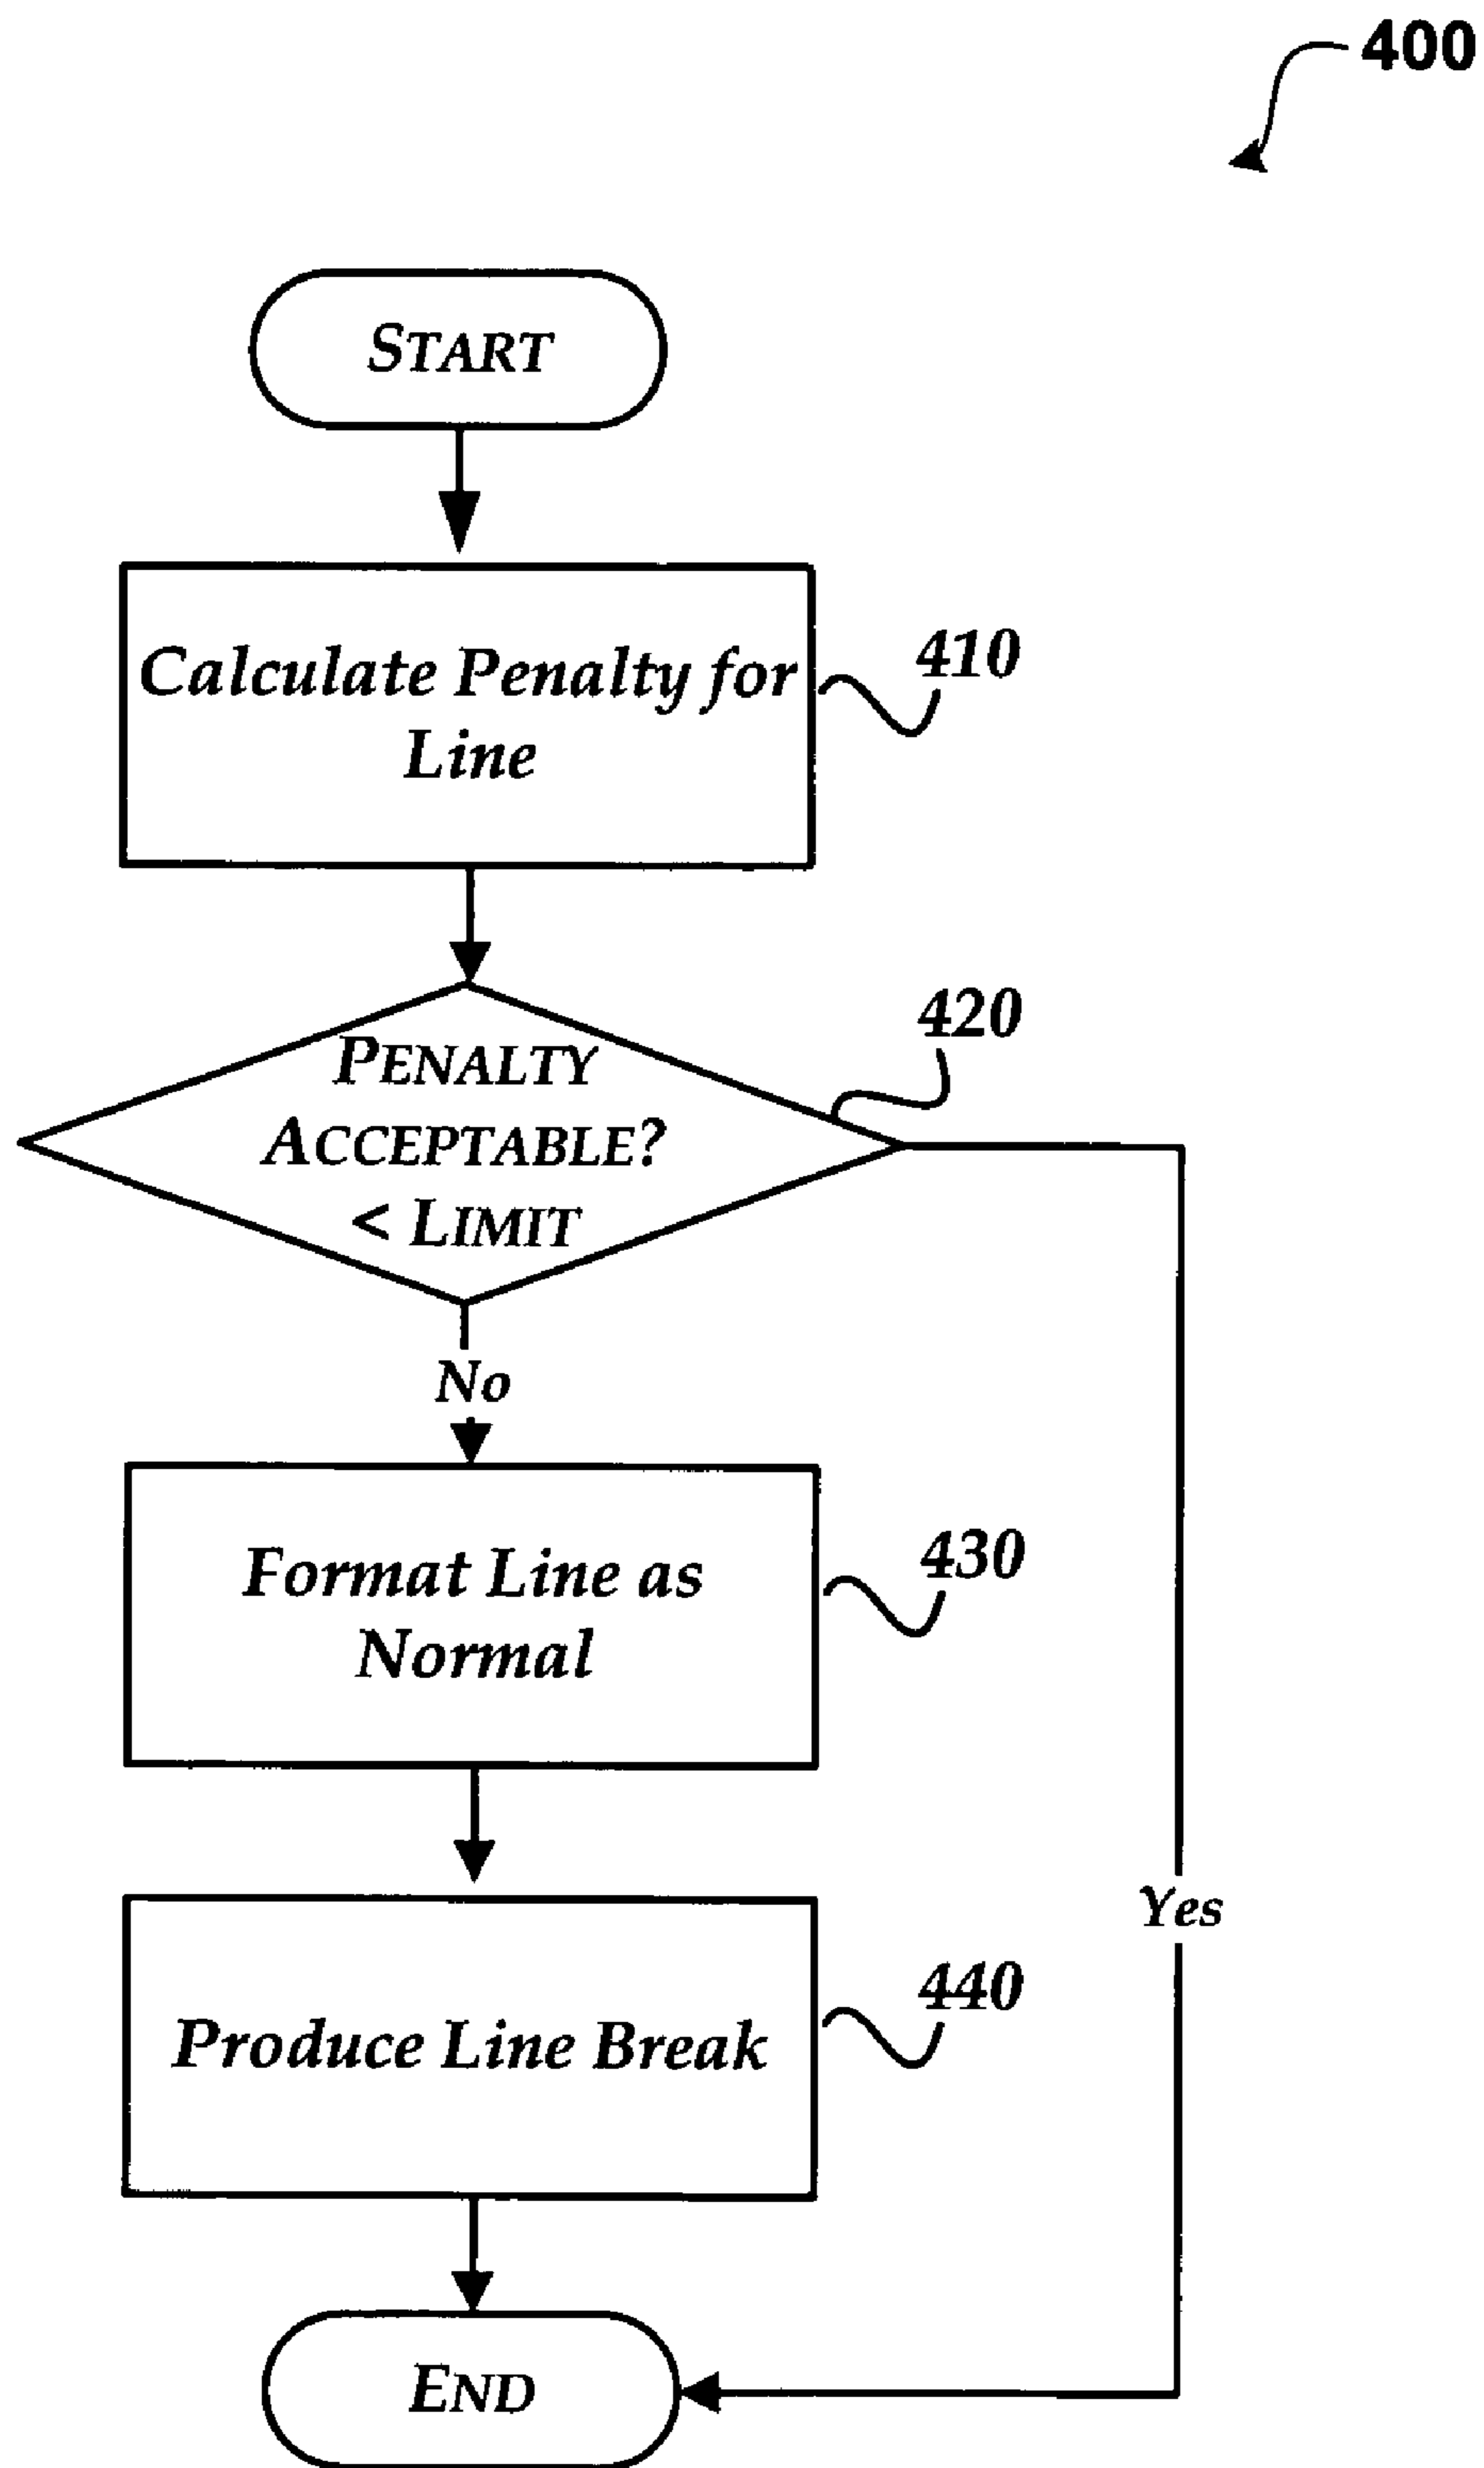 400
START
Calculate Penalty for
Line
410
420
PENALTY
ACCEPTABLE?
< LIMIT
No
Format Line as
Normal
430
Yes
440
Produce Line Break
END